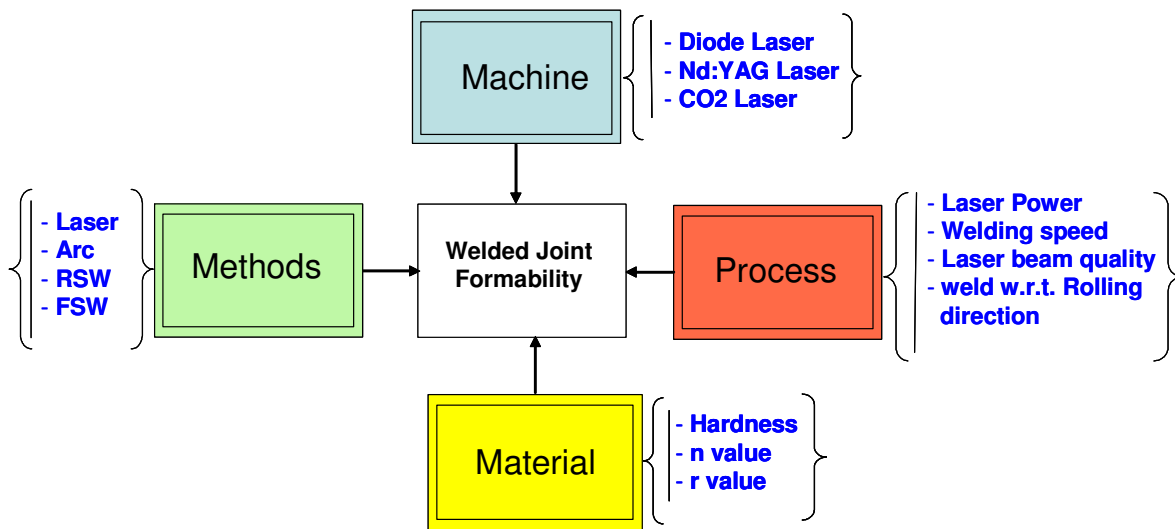 Machine
- Diode Laser
- Nd:YAG Laser
- CO2 Laser
- Laser
- Arc
- RSW
- FSW
Methods
Welded Joint
Formability
Process
- Laser Power
- Welding speed
- Laser beam quality
- weld w.r.t. Rolling
direction
Material
- Hardness
- n value
- r value